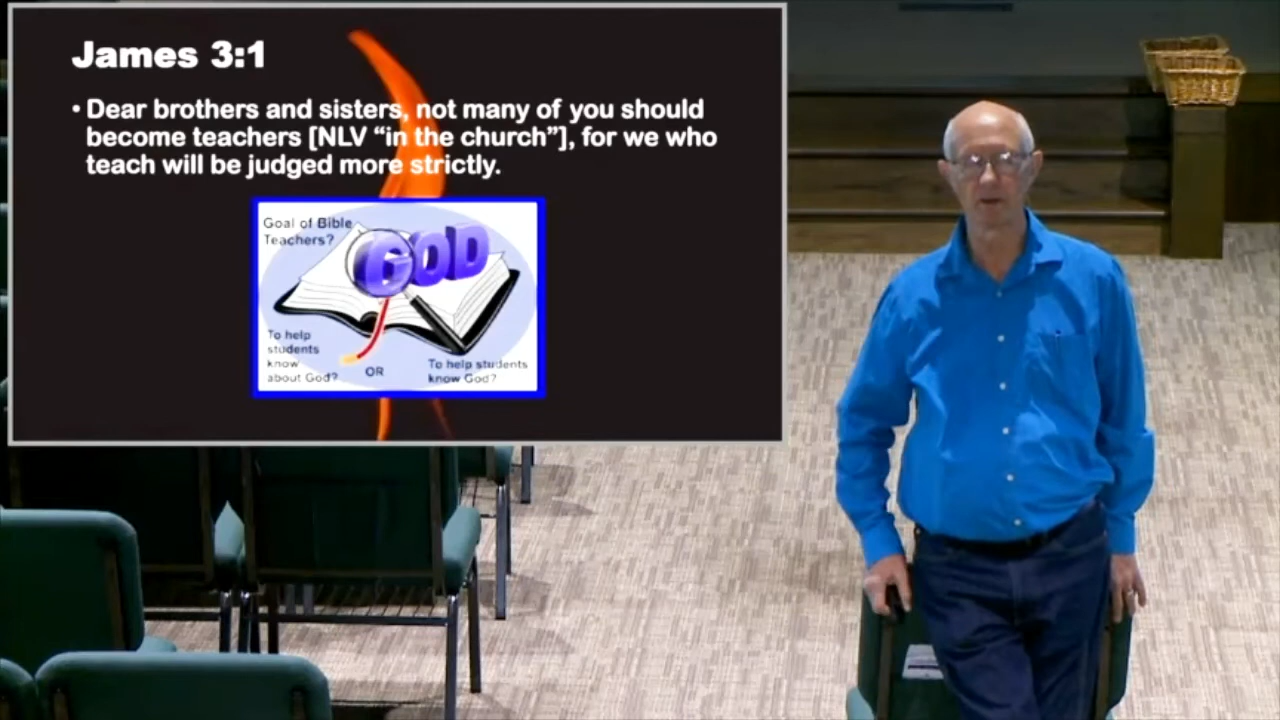 James 3:1
• Dear brothers and sisters, not many of you should
become teachers [NLV “in the church”], for we who
teach will be judged more strictly.
Goal of Bible
Teachers?
GOD
To help
students
know
about God?
OR
To help students
know God?